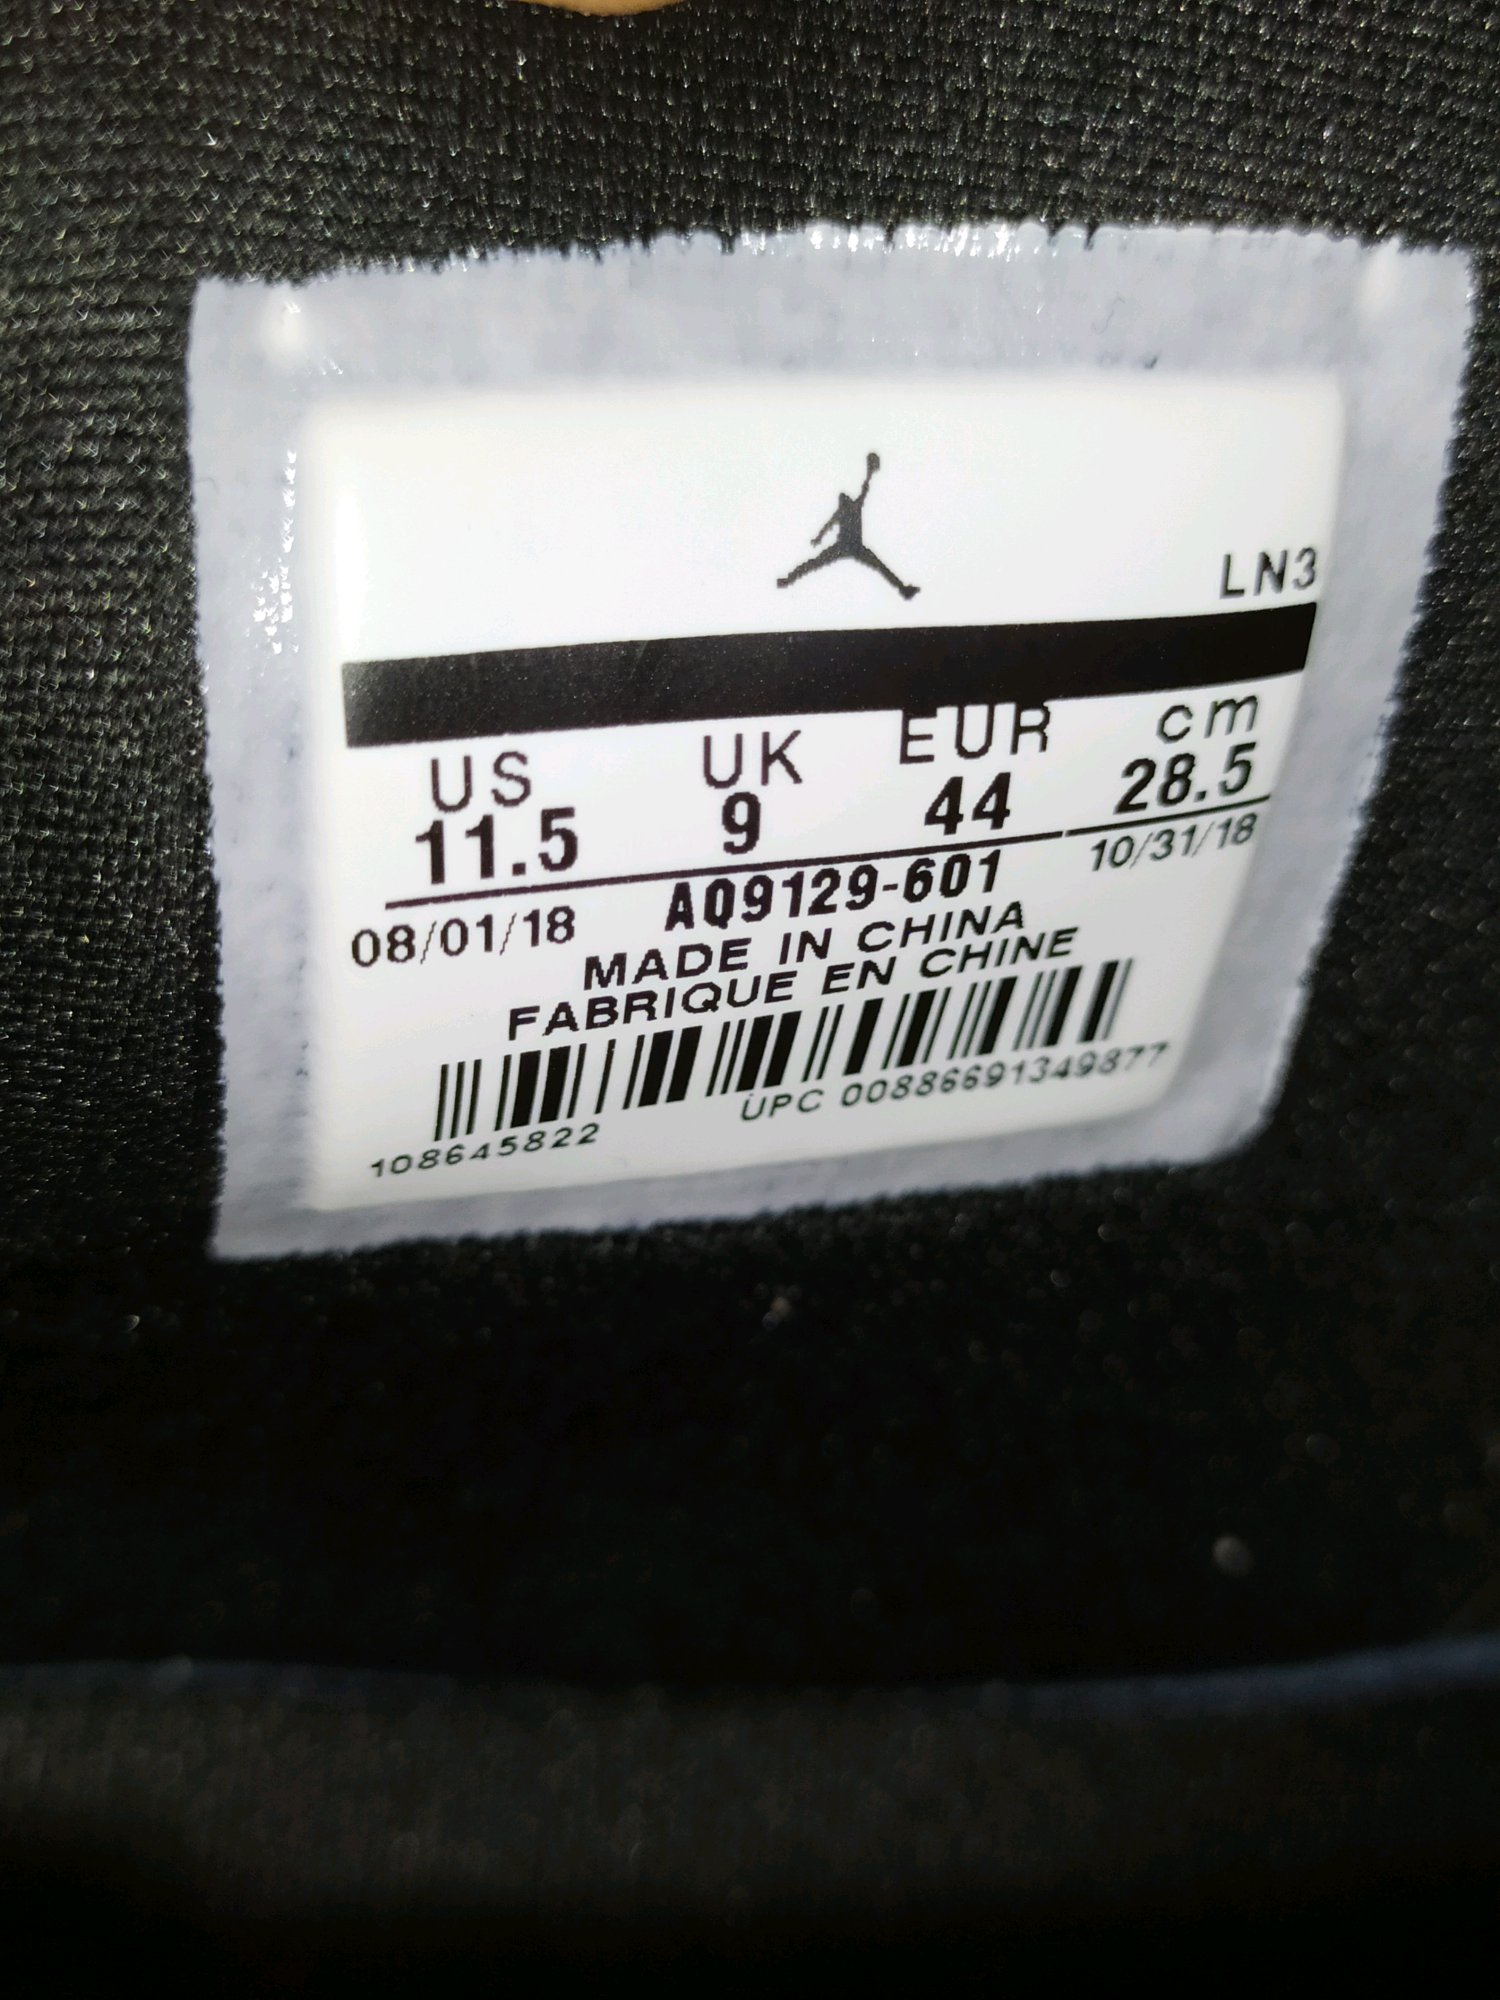 LN3
US UK EUR cm
11.5 9 44 28.5
08/01/18 AQ9129-601 10/31/18
MADE IN CHINA
FABRIQUE EN CHINE
108645822 UPC 00886691349877